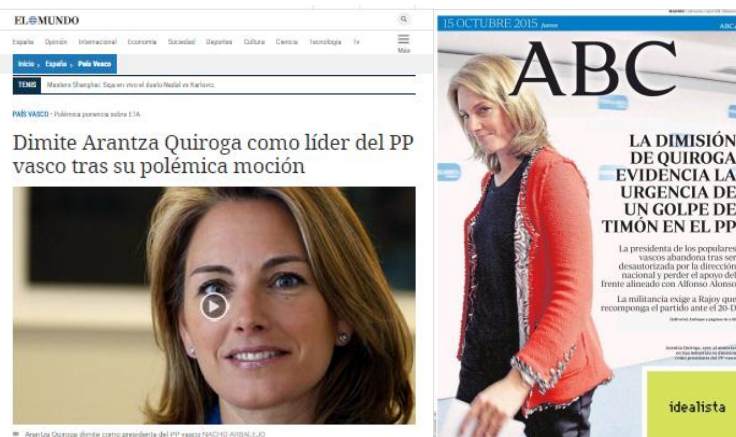 EL MUNDO
España Opinión Internacional Economía Sociedad Deportes Cultura Ciencia Tecnología Tv
Más
Inicio › España › País Vasco
TENIS Masters Shanghai. Siga en vivo el duelo Nadal vs Karlovic.
PAÍS VASCO · Polémica ponencia sobre ETA
Dimite Arantza Quiroga como líder del PP
vasco tras su polémica moción
Arantza Quiroga dimite como presidenta del PP vasco NACHO ARBALEJO
15 OCTUBRE 2015 jueves
ABC
LA DIMISIÓN
DE QUIROGA
EVIDENCIA LA
URGENCIA DE
UN GOLPE DE
TIMÓN EN EL PP
La presidenta de los populares
vascos abandona tras ser
desautorizada por la dirección
nacional y perder el apoyo del
frente alineado con Alfonso Alonso
La militancia exige a Rajoy que
recomponga el partido ante el 20-D
idealista